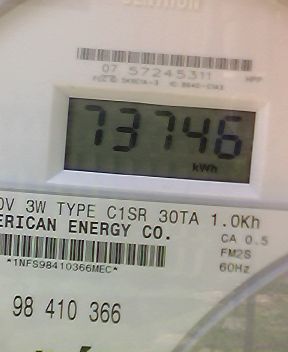 07 57245311
73746
kWh
3W TYPE C1SR 30TA 1.0Kh
ERICAN ENERGY CO.
CA 0.5
FM2S
60Hz
*1NFS98410366MEC*
98 410 366